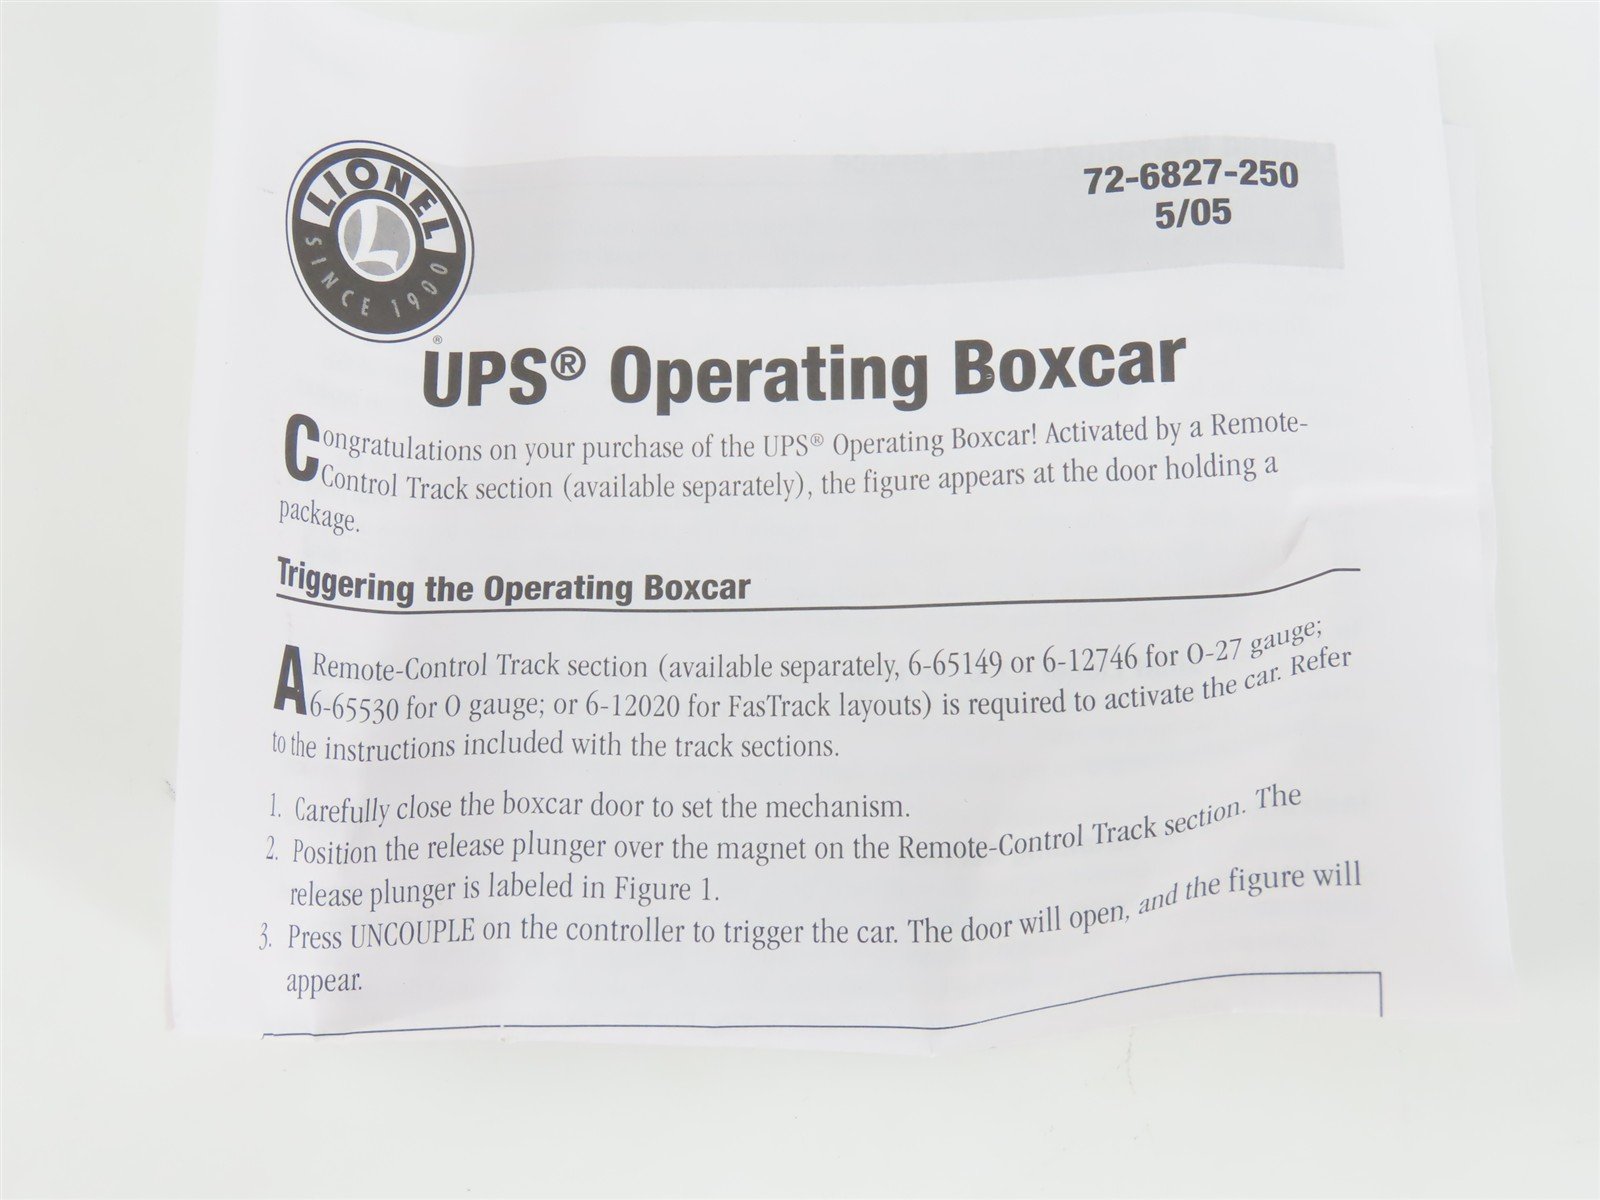 LIONEL
SINCE 1900
®
72-6827-250
5/05
UPS® Operating Boxcar
Congratulations on your purchase of the UPS® Operating Boxcar! Activated by a Remote-
Control Track section (available separately), the figure appears at the door holding a
package.
Triggering the Operating Boxcar
A Remote-Control Track section (available separately, 6-65149 or 6-12746 for O-27 gauge;
6-65530 for O gauge; or 6-12020 for FasTrack layouts) is required to activate the car. Refer
to the instructions included with the track sections.
1. Carefully close the boxcar door to set the mechanism.
2. Position the release plunger over the magnet on the Remote-Control Track section. The
release plunger is labeled in Figure 1.
3. Press UNCOUPLE on the controller to trigger the car. The door will open, and the figure will
appear.